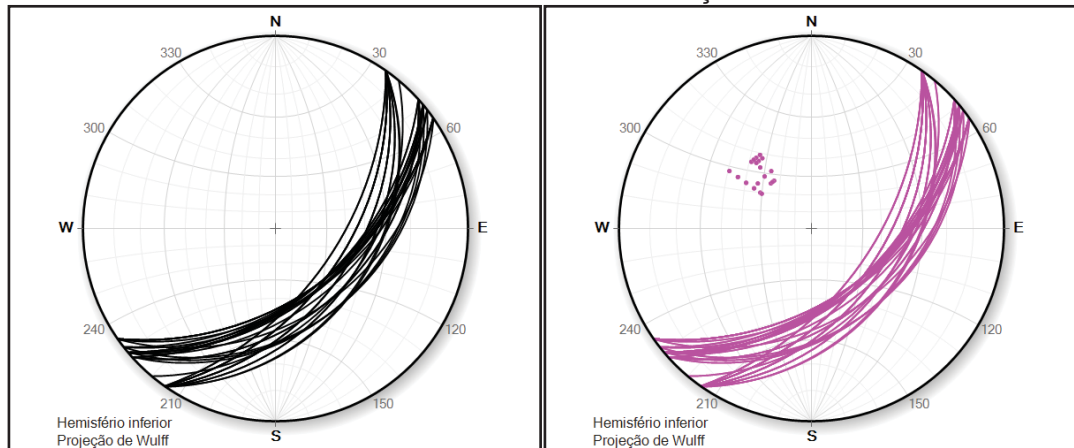 N
330
30
300
60
W
E
240
120
210
150
S
Hemisfério inferior
Projeção de Wulff
N
330
30
300
60
W
E
240
120
210
150
S
Hemisfério inferior
Projeção de Wulff